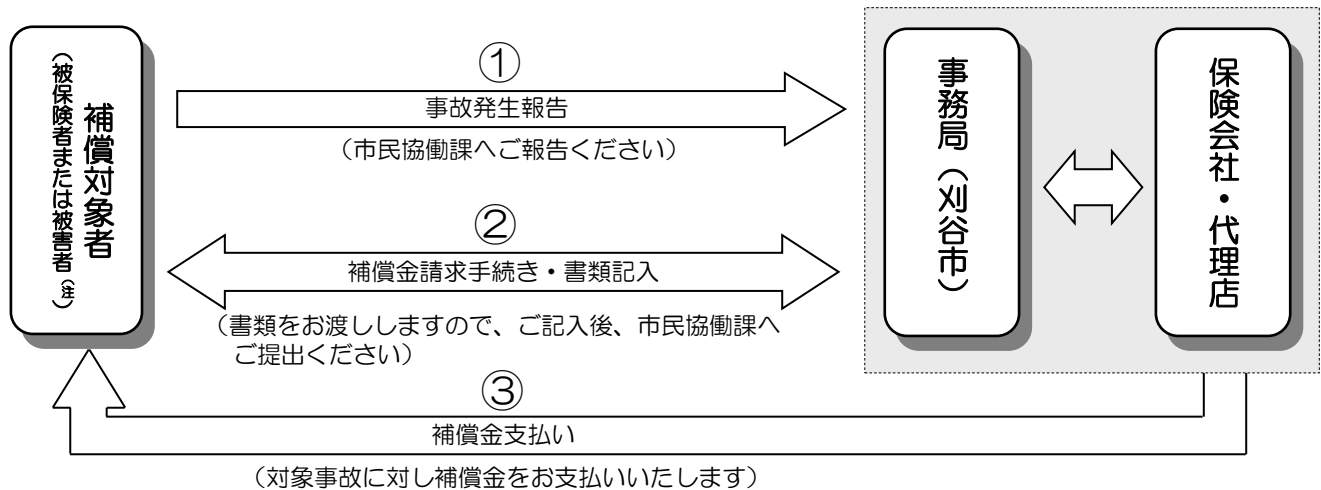 補償対象者
(被保険者または被害者(注))
①
事故発生報告
(市民協働課へご報告ください)
②
補償金請求手続き・書類記入
(書類をお渡ししますので、ご記入後、市民協働課へ
ご提出ください)
③
補償金支払い
(対象事故に対し補償金をお支払いいたします)
事務局(刈谷市)
保険会社・代理店